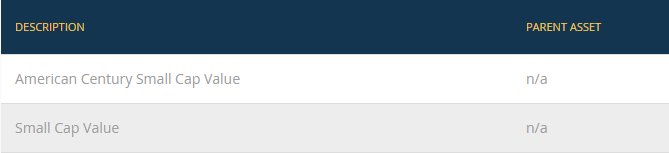 DESCRIPTION PARENT ASSET
American Century Small Cap Value n/a
Small Cap Value n/a